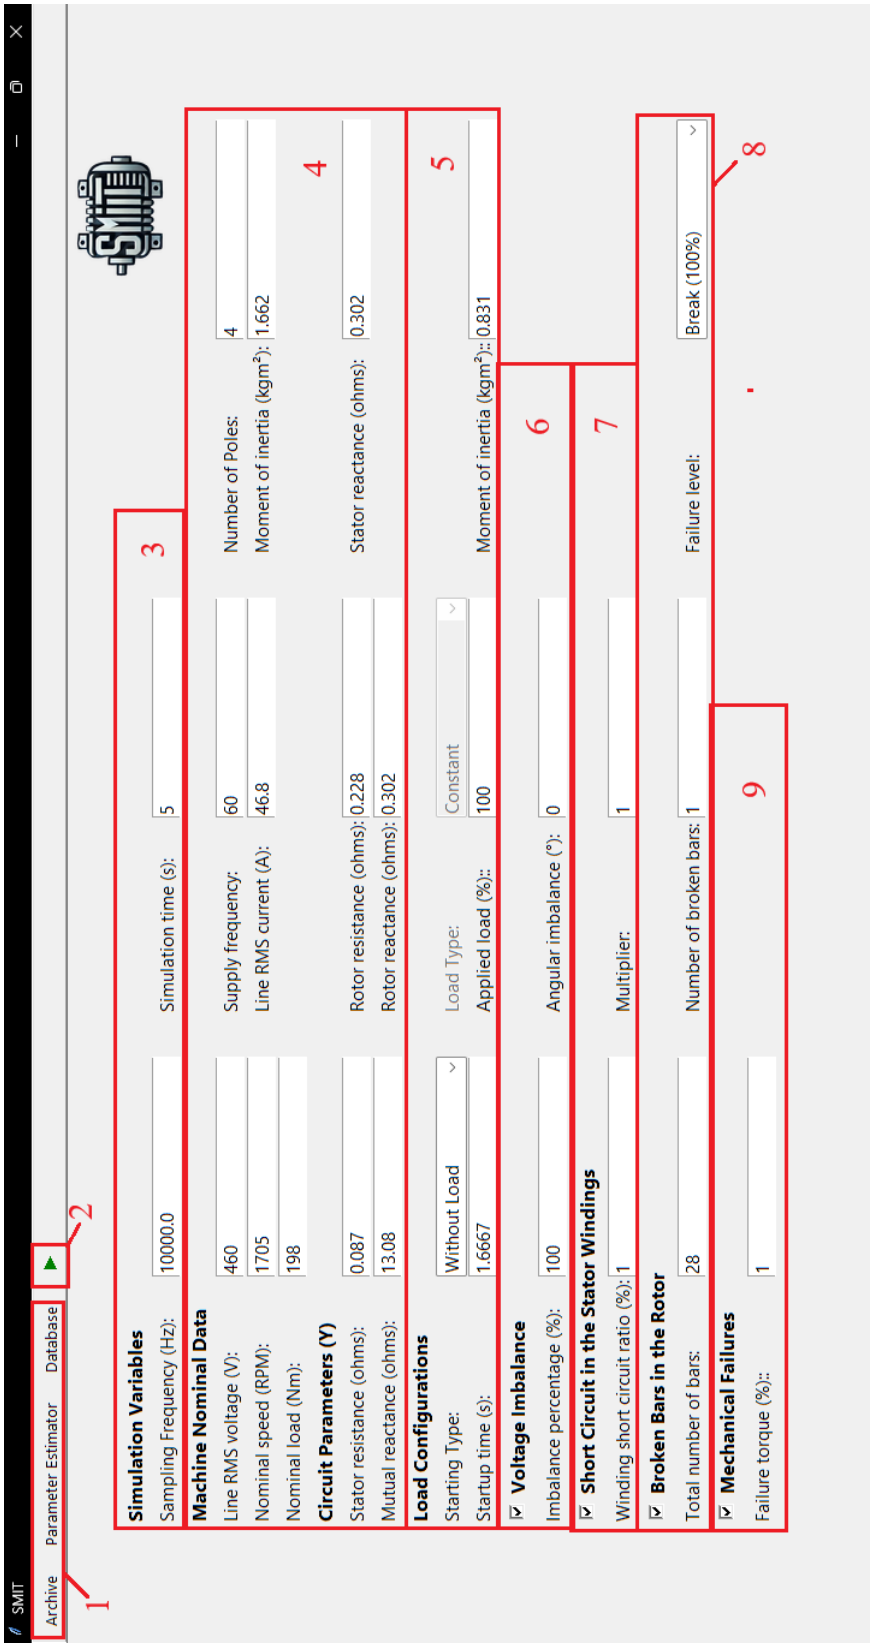 SMIT
Archive Parameter Estimator Database
1
2
SMIT
Simulation Variables
3
Sampling Frequency (Hz): 10000.0 Simulation time (s): 5
Machine Nominal Data
Line RMS voltage (V): 460 Supply frequency: 60 Number of Poles: 4
Nominal speed (RPM): 1705 Line RMS current (A): 46.8 Moment of inertia (kgm²): 1.662
Nominal load (Nm): 198
4
Circuit Parameters (Y)
Stator resistance (ohms): 0.087 Rotor resistance (ohms): 0.228 Stator reactance (ohms): 0.302
Mutual reactance (ohms): 13.08 Rotor reactance (ohms): 0.302
Load Configurations
5
Starting Type: Without Load Load Type: Constant
Startup time (s): 1.6667 Applied load (%):: 100 Moment of inertia (kgm²):: 0.831
Voltage Imbalance
6
Imbalance percentage (%): 100 Angular imbalance (°): 0
Short Circuit in the Stator Windings
7
Winding short circuit ratio (%): 1 Multiplier: 1
Broken Bars in the Rotor
Total number of bars: 28 Number of broken bars: 1 Failure level: Break (100%)
8
Mechanical Failures
9
Failure torque (%):: 1